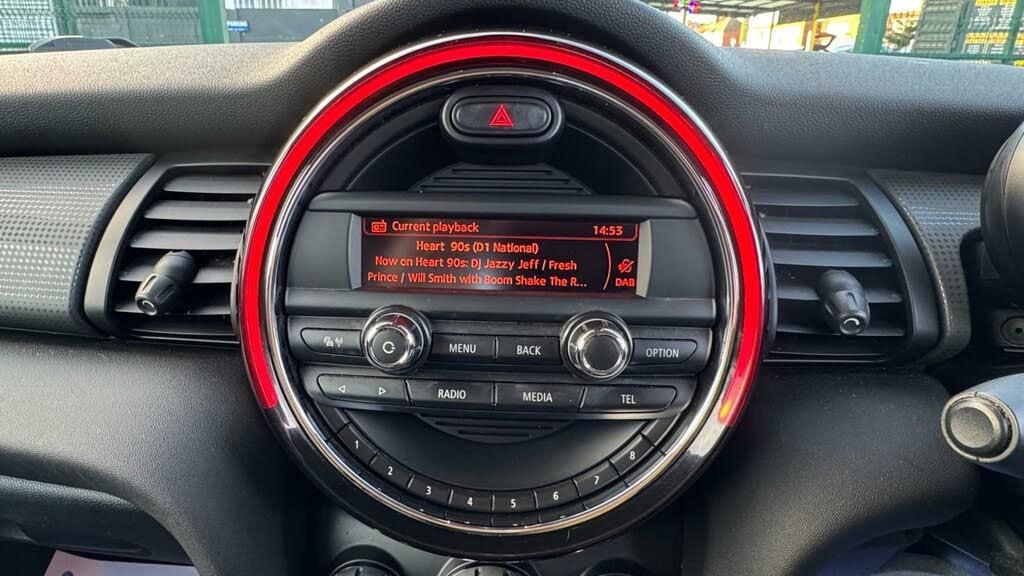 Current playback 14:53
Heart 90s (D1 National)
Now on Heart 90s: Dj Jazzy Jeff / Fresh
Prince / Will Smith with Boom Shake The R...
DAB
MENU BACK OPTION
RADIO MEDIA TEL
1 2 3 4 5 6 7 8